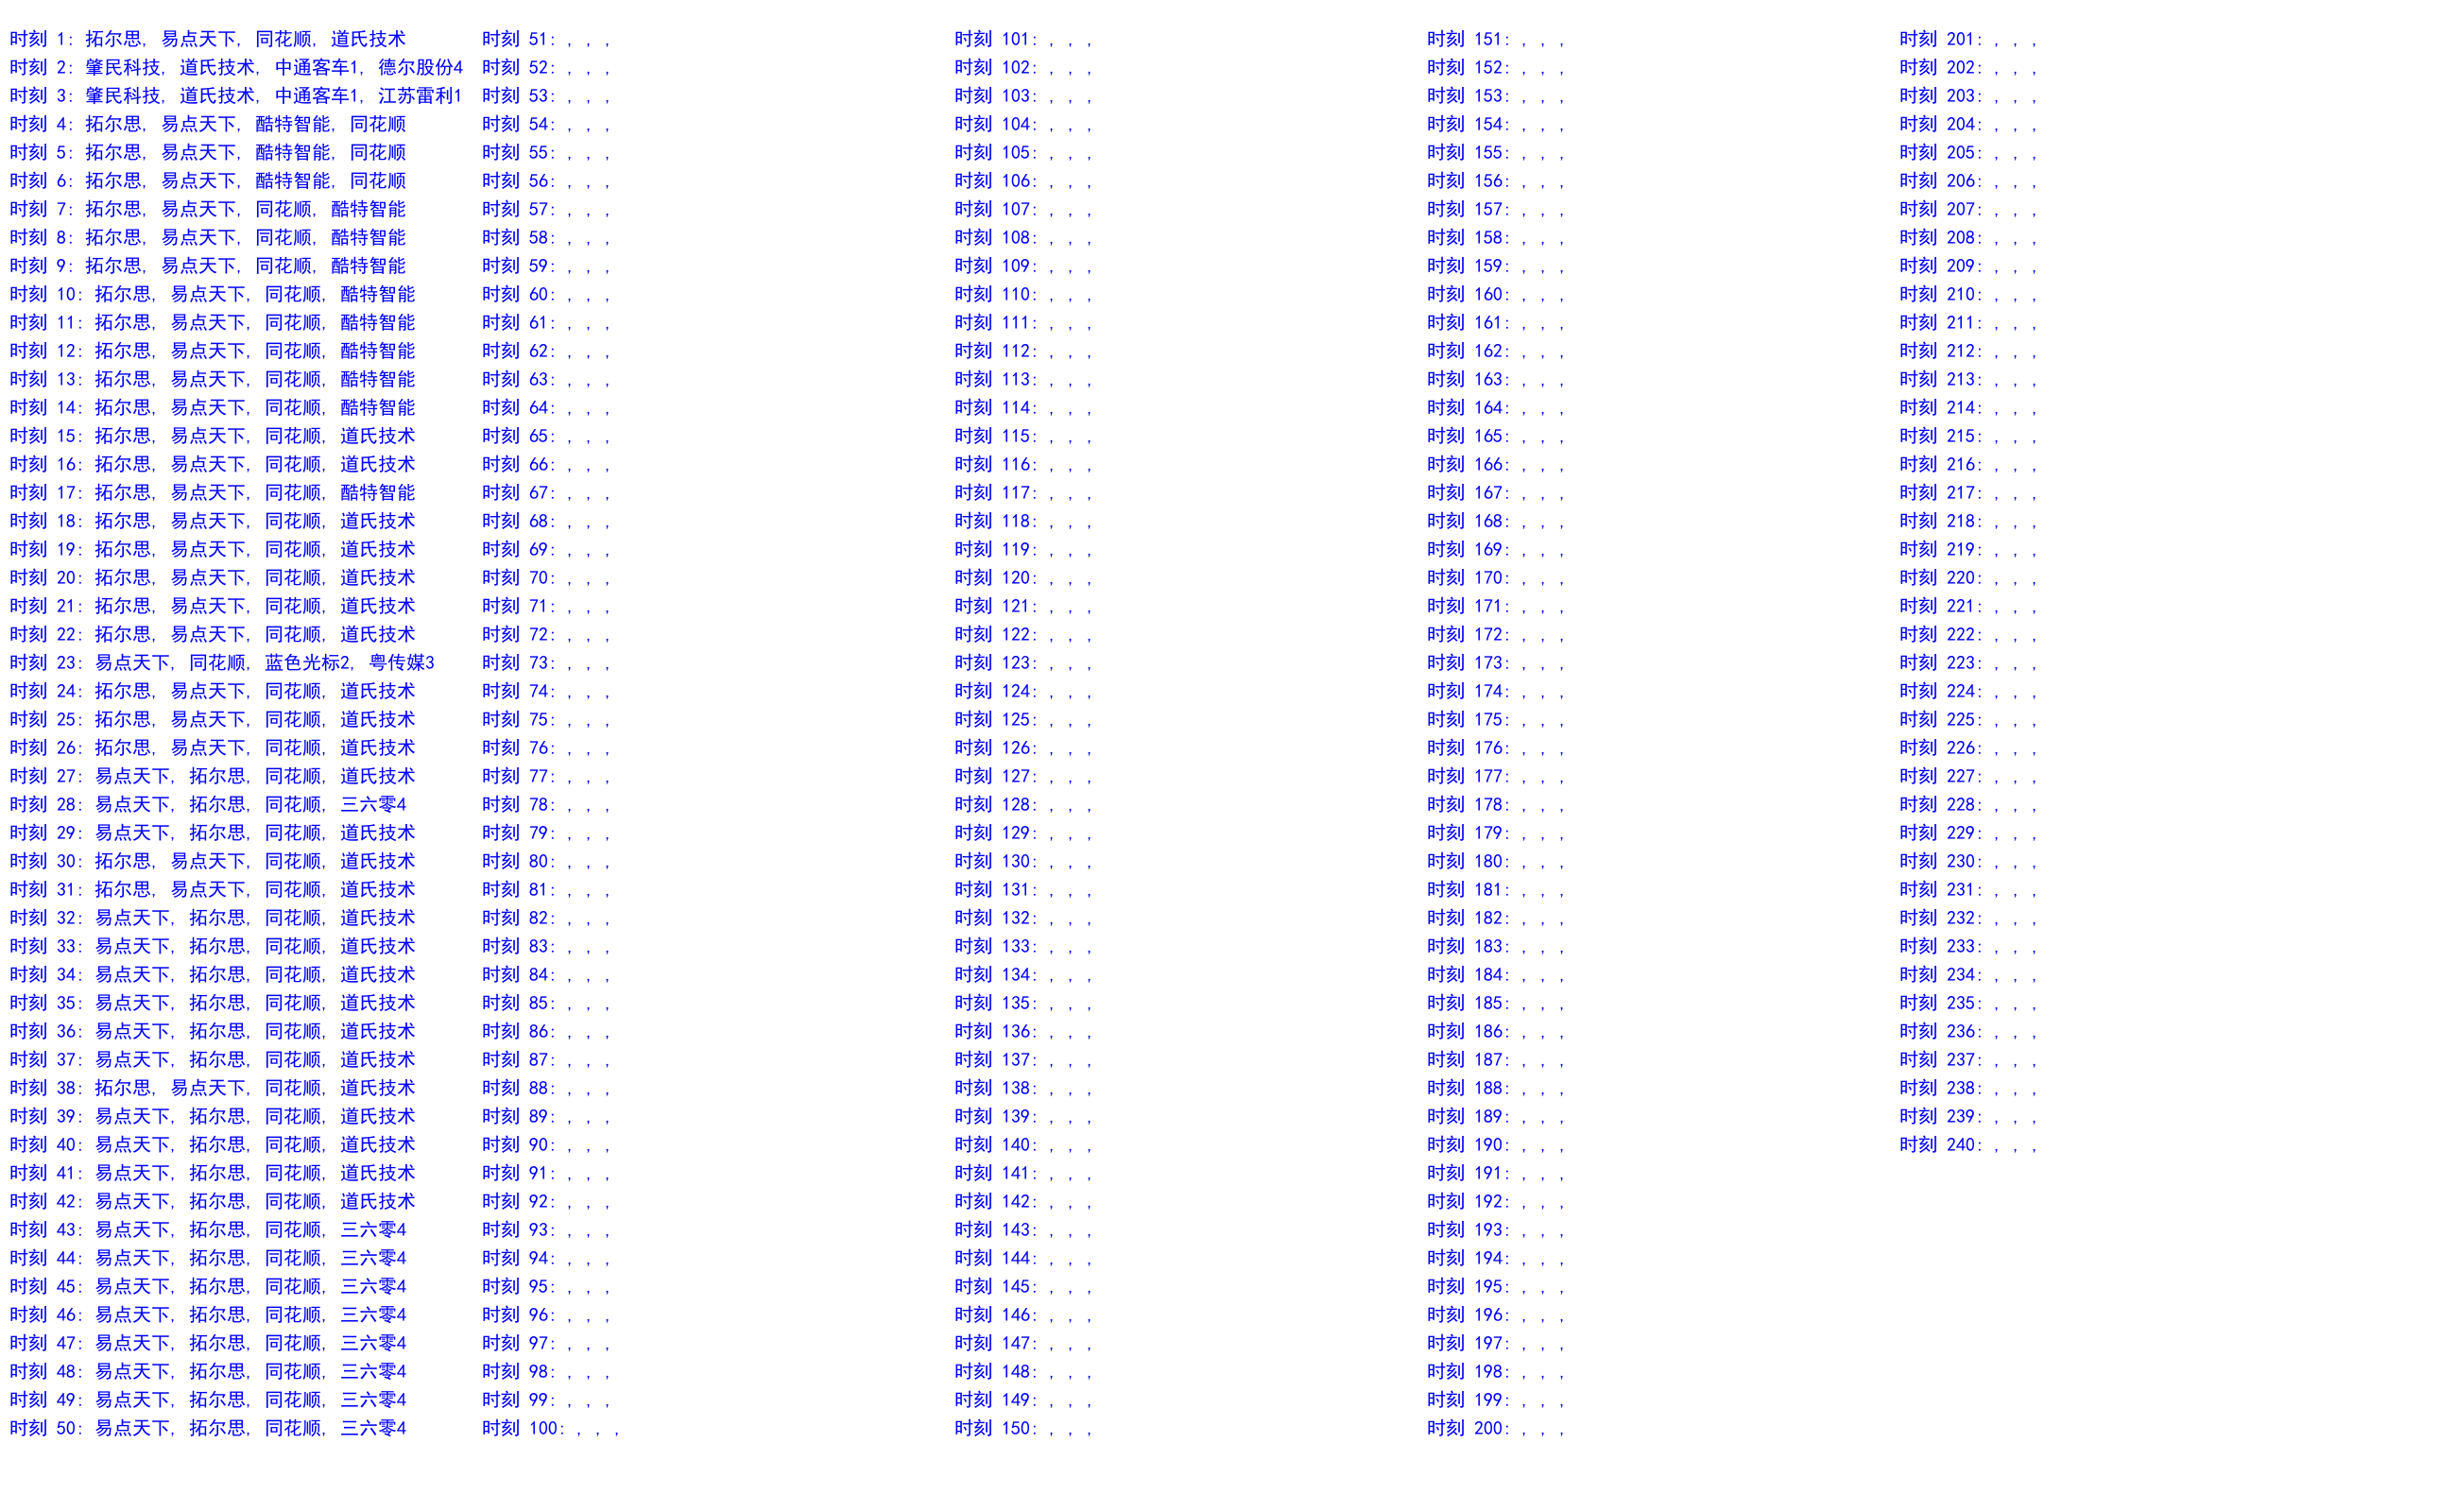 时刻 1: 拓尔思, 易点天下, 同花顺, 道氏技术
时刻 2: 肇民科技, 道氏技术, 中通客车1, 德尔股份4
时刻 3: 肇民科技, 道氏技术, 中通客车1, 江苏雷利1
时刻 4: 拓尔思, 易点天下, 酷特智能, 同花顺
时刻 5: 拓尔思, 易点天下, 酷特智能, 同花顺
时刻 6: 拓尔思, 易点天下, 酷特智能, 同花顺
时刻 7: 拓尔思, 易点天下, 同花顺, 酷特智能
时刻 8: 拓尔思, 易点天下, 同花顺, 酷特智能
时刻 9: 拓尔思, 易点天下, 同花顺, 酷特智能
时刻 10: 拓尔思, 易点天下, 同花顺, 酷特智能
时刻 11: 拓尔思, 易点天下, 同花顺, 酷特智能
时刻 12: 拓尔思, 易点天下, 同花顺, 酷特智能
时刻 13: 拓尔思, 易点天下, 同花顺, 酷特智能
时刻 14: 拓尔思, 易点天下, 同花顺, 酷特智能
时刻 15: 拓尔思, 易点天下, 同花顺, 道氏技术
时刻 16: 拓尔思, 易点天下, 同花顺, 道氏技术
时刻 17: 拓尔思, 易点天下, 同花顺, 酷特智能
时刻 18: 拓尔思, 易点天下, 同花顺, 道氏技术
时刻 19: 拓尔思, 易点天下, 同花顺, 道氏技术
时刻 20: 拓尔思, 易点天下, 同花顺, 道氏技术
时刻 21: 拓尔思, 易点天下, 同花顺, 道氏技术
时刻 22: 拓尔思, 易点天下, 同花顺, 道氏技术
时刻 23: 易点天下, 同花顺, 蓝色光标2, 粤传媒3
时刻 24: 拓尔思, 易点天下, 同花顺, 道氏技术
时刻 25: 拓尔思, 易点天下, 同花顺, 道氏技术
时刻 26: 拓尔思, 易点天下, 同花顺, 道氏技术
时刻 27: 易点天下, 拓尔思, 同花顺, 道氏技术
时刻 28: 易点天下, 拓尔思, 同花顺, 三六零4
时刻 29: 易点天下, 拓尔思, 同花顺, 道氏技术
时刻 30: 拓尔思, 易点天下, 同花顺, 道氏技术
时刻 31: 拓尔思, 易点天下, 同花顺, 道氏技术
时刻 32: 易点天下, 拓尔思, 同花顺, 道氏技术
时刻 33: 易点天下, 拓尔思, 同花顺, 道氏技术
时刻 34: 易点天下, 拓尔思, 同花顺, 道氏技术
时刻 35: 易点天下, 拓尔思, 同花顺, 道氏技术
时刻 36: 易点天下, 拓尔思, 同花顺, 道氏技术
时刻 37: 易点天下, 拓尔思, 同花顺, 道氏技术
时刻 38: 拓尔思, 易点天下, 同花顺, 道氏技术
时刻 39: 易点天下, 拓尔思, 同花顺, 道氏技术
时刻 40: 易点天下, 拓尔思, 同花顺, 道氏技术
时刻 41: 易点天下, 拓尔思, 同花顺, 道氏技术
时刻 42: 易点天下, 拓尔思, 同花顺, 道氏技术
时刻 43: 易点天下, 拓尔思, 同花顺, 三六零4
时刻 44: 易点天下, 拓尔思, 同花顺, 三六零4
时刻 45: 易点天下, 拓尔思, 同花顺, 三六零4
时刻 46: 易点天下, 拓尔思, 同花顺, 三六零4
时刻 47: 易点天下, 拓尔思, 同花顺, 三六零4
时刻 48: 易点天下, 拓尔思, 同花顺, 三六零4
时刻 49: 易点天下, 拓尔思, 同花顺, 三六零4
时刻 50: 易点天下, 拓尔思, 同花顺, 三六零4
时刻 51: , , ,
时刻 52: , , ,
时刻 53: , , ,
时刻 54: , , ,
时刻 55: , , ,
时刻 56: , , ,
时刻 57: , , ,
时刻 58: , , ,
时刻 59: , , ,
时刻 60: , , ,
时刻 61: , , ,
时刻 62: , , ,
时刻 63: , , ,
时刻 64: , , ,
时刻 65: , , ,
时刻 66: , , ,
时刻 67: , , ,
时刻 68: , , ,
时刻 69: , , ,
时刻 70: , , ,
时刻 71: , , ,
时刻 72: , , ,
时刻 73: , , ,
时刻 74: , , ,
时刻 75: , , ,
时刻 76: , , ,
时刻 77: , , ,
时刻 78: , , ,
时刻 79: , , ,
时刻 80: , , ,
时刻 81: , , ,
时刻 82: , , ,
时刻 83: , , ,
时刻 84: , , ,
时刻 85: , , ,
时刻 86: , , ,
时刻 87: , , ,
时刻 88: , , ,
时刻 89: , , ,
时刻 90: , , ,
时刻 91: , , ,
时刻 92: , , ,
时刻 93: , , ,
时刻 94: , , ,
时刻 95: , , ,
时刻 96: , , ,
时刻 97: , , ,
时刻 98: , , ,
时刻 99: , , ,
时刻 100: , , ,
时刻 101: , , ,
时刻 102: , , ,
时刻 103: , , ,
时刻 104: , , ,
时刻 105: , , ,
时刻 106: , , ,
时刻 107: , , ,
时刻 108: , , ,
时刻 109: , , ,
时刻 110: , , ,
时刻 111: , , ,
时刻 112: , , ,
时刻 113: , , ,
时刻 114: , , ,
时刻 115: , , ,
时刻 116: , , ,
时刻 117: , , ,
时刻 118: , , ,
时刻 119: , , ,
时刻 120: , , ,
时刻 121: , , ,
时刻 122: , , ,
时刻 123: , , ,
时刻 124: , , ,
时刻 125: , , ,
时刻 126: , , ,
时刻 127: , , ,
时刻 128: , , ,
时刻 129: , , ,
时刻 130: , , ,
时刻 131: , , ,
时刻 132: , , ,
时刻 133: , , ,
时刻 134: , , ,
时刻 135: , , ,
时刻 136: , , ,
时刻 137: , , ,
时刻 138: , , ,
时刻 139: , , ,
时刻 140: , , ,
时刻 141: , , ,
时刻 142: , , ,
时刻 143: , , ,
时刻 144: , , ,
时刻 145: , , ,
时刻 146: , , ,
时刻 147: , , ,
时刻 148: , , ,
时刻 149: , , ,
时刻 150: , , ,
时刻 151: , , ,
时刻 152: , , ,
时刻 153: , , ,
时刻 154: , , ,
时刻 155: , , ,
时刻 156: , , ,
时刻 157: , , ,
时刻 158: , , ,
时刻 159: , , ,
时刻 160: , , ,
时刻 161: , , ,
时刻 162: , , ,
时刻 163: , , ,
时刻 164: , , ,
时刻 165: , , ,
时刻 166: , , ,
时刻 167: , , ,
时刻 168: , , ,
时刻 169: , , ,
时刻 170: , , ,
时刻 171: , , ,
时刻 172: , , ,
时刻 173: , , ,
时刻 174: , , ,
时刻 175: , , ,
时刻 176: , , ,
时刻 177: , , ,
时刻 178: , , ,
时刻 179: , , ,
时刻 180: , , ,
时刻 181: , , ,
时刻 182: , , ,
时刻 183: , , ,
时刻 184: , , ,
时刻 185: , , ,
时刻 186: , , ,
时刻 187: , , ,
时刻 188: , , ,
时刻 189: , , ,
时刻 190: , , ,
时刻 191: , , ,
时刻 192: , , ,
时刻 193: , , ,
时刻 194: , , ,
时刻 195: , , ,
时刻 196: , , ,
时刻 197: , , ,
时刻 198: , , ,
时刻 199: , , ,
时刻 200: , , ,
时刻 201: , , ,
时刻 202: , , ,
时刻 203: , , ,
时刻 204: , , ,
时刻 205: , , ,
时刻 206: , , ,
时刻 207: , , ,
时刻 208: , , ,
时刻 209: , , ,
时刻 210: , , ,
时刻 211: , , ,
时刻 212: , , ,
时刻 213: , , ,
时刻 214: , , ,
时刻 215: , , ,
时刻 216: , , ,
时刻 217: , , ,
时刻 218: , , ,
时刻 219: , , ,
时刻 220: , , ,
时刻 221: , , ,
时刻 222: , , ,
时刻 223: , , ,
时刻 224: , , ,
时刻 225: , , ,
时刻 226: , , ,
时刻 227: , , ,
时刻 228: , , ,
时刻 229: , , ,
时刻 230: , , ,
时刻 231: , , ,
时刻 232: , , ,
时刻 233: , , ,
时刻 234: , , ,
时刻 235: , , ,
时刻 236: , , ,
时刻 237: , , ,
时刻 238: , , ,
时刻 239: , , ,
时刻 240: , , ,